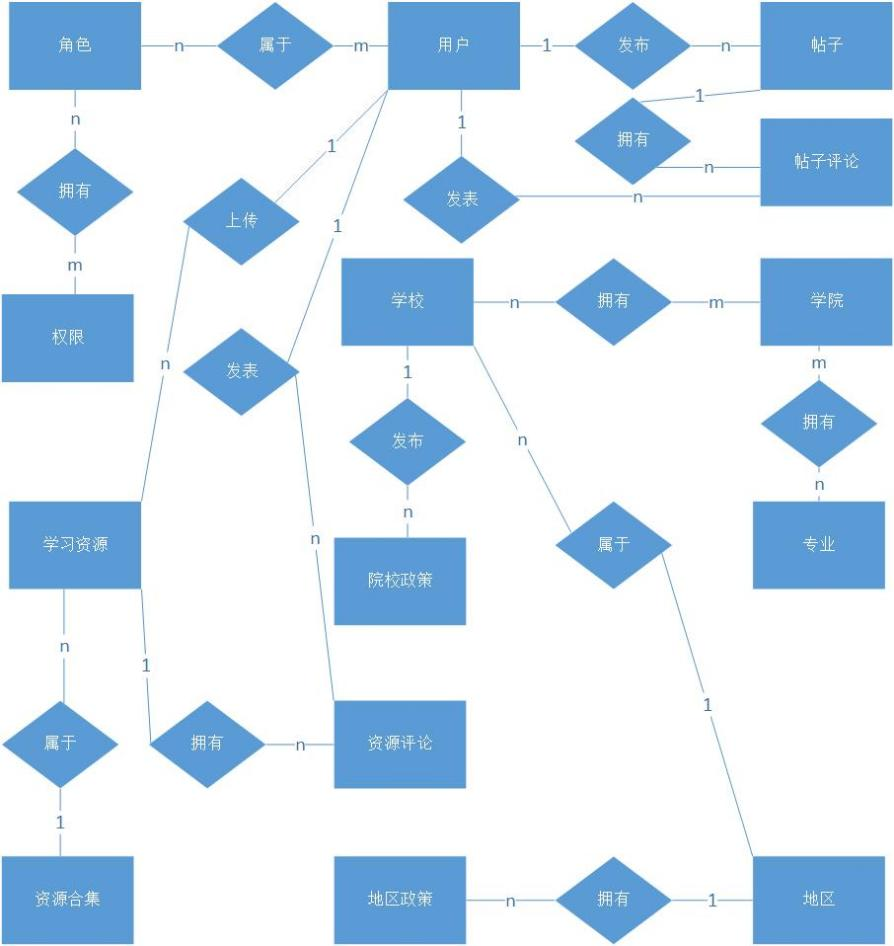 角色
n
属于
m
用户
1
发布
n
帖子
1
拥有
n
帖子评论
n
拥有
m
权限
1
发表
n
1
上传
n
1
发表
n
学校
n
拥有
m
学院
1
发布
n
院校政策
m
拥有
n
专业
n
属于
1
学习资源
n
属于
1
资源合集
1
拥有
n
资源评论
地区政策
n
拥有
1
地区